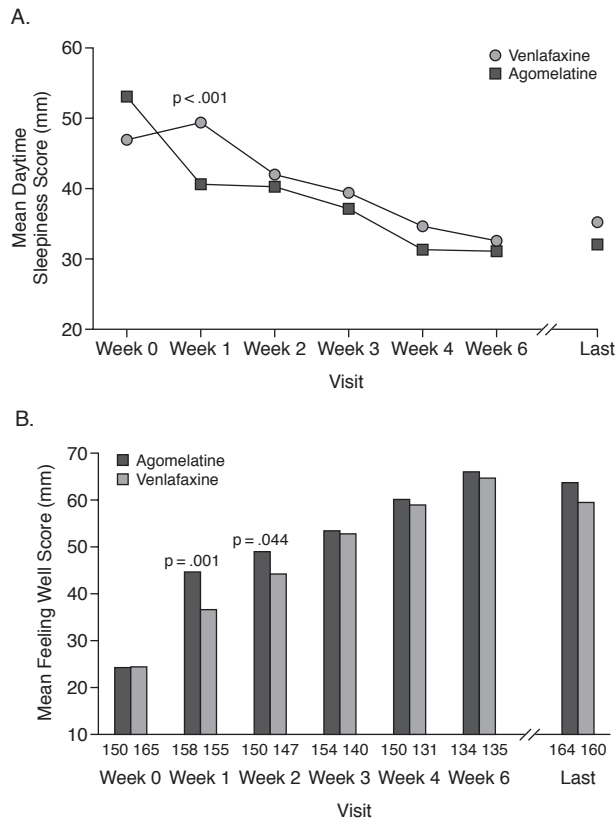 A.
60
50
40
30
20
Mean Daytime
Sleepiness Score (mm)
Venlafaxine
Agomelatine
p < .001
Week 0 Week 1 Week 2 Week 3 Week 4 Week 6 Last
Visit
B.
70
60
50
40
30
20
10
Mean Feeling Well Score (mm)
Agomelatine
Venlafaxine
p = .001
p = .044
150 165 158 155 150 147 154 140 150 131 134 135 164 160
Week 0 Week 1 Week 2 Week 3 Week 4 Week 6 Last
Visit